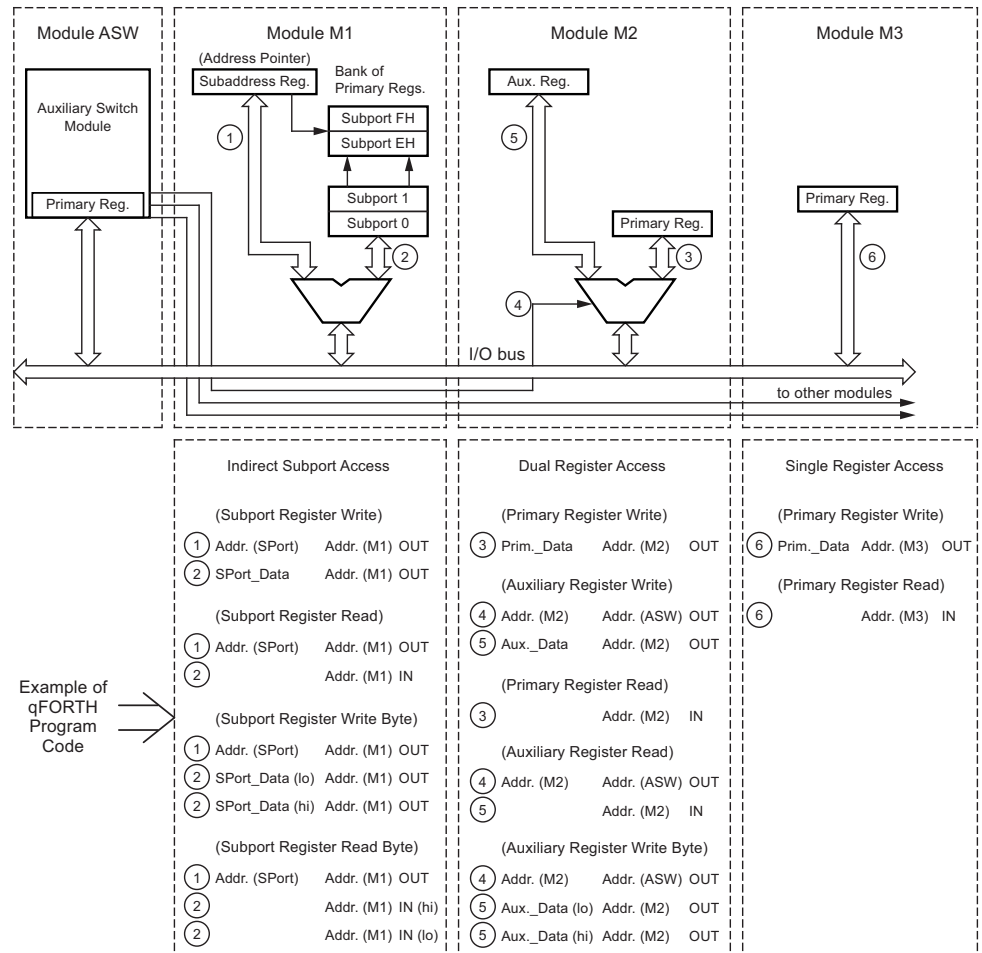 Module ASW
Auxiliary Switch
Module
Primary Reg.
Module M1
(Address Pointer)
Subaddress Reg.
Bank of
Primary Regs.
Subport FH
Subport EH
Subport 1
Subport 0
1
2
Module M2
Aux. Reg.
5
Primary Reg.
3
4
Module M3
Primary Reg.
6
I/O bus
to other modules
Example of
qFORTH
Program
Code
Indirect Subport Access
(Subport Register Write)
1 Addr. (SPort) Addr. (M1) OUT
2 SPort_Data Addr. (M1) OUT
(Subport Register Read)
1 Addr. (SPort) Addr. (M1) OUT
2 Addr. (M1) IN
(Subport Register Write Byte)
1 Addr. (SPort) Addr. (M1) OUT
2 SPort_Data (lo) Addr. (M1) OUT
2 SPort_Data (hi) Addr. (M1) OUT
(Subport Register Read Byte)
1 Addr. (SPort) Addr. (M1) OUT
2 Addr. (M1) IN (hi)
2 Addr. (M1) IN (lo)
Dual Register Access
(Primary Register Write)
3 Prim._Data Addr. (M2) OUT
(Auxiliary Register Write)
4 Addr. (M2) Addr. (ASW) OUT
5 Aux._Data Addr. (M2) OUT
(Primary Register Read)
3 Addr. (M2) IN
(Auxiliary Register Read)
4 Addr. (M2) Addr. (ASW) OUT
5 Addr. (M2) IN
(Auxiliary Register Write Byte)
4 Addr. (M2) Addr. (ASW) OUT
5 Aux._Data (lo) Addr. (M2) OUT
5 Aux._Data (hi) Addr. (M2) OUT
Single Register Access
(Primary Register Write)
6 Prim._Data Addr. (M3) OUT
(Primary Register Read)
6 Addr. (M3) IN